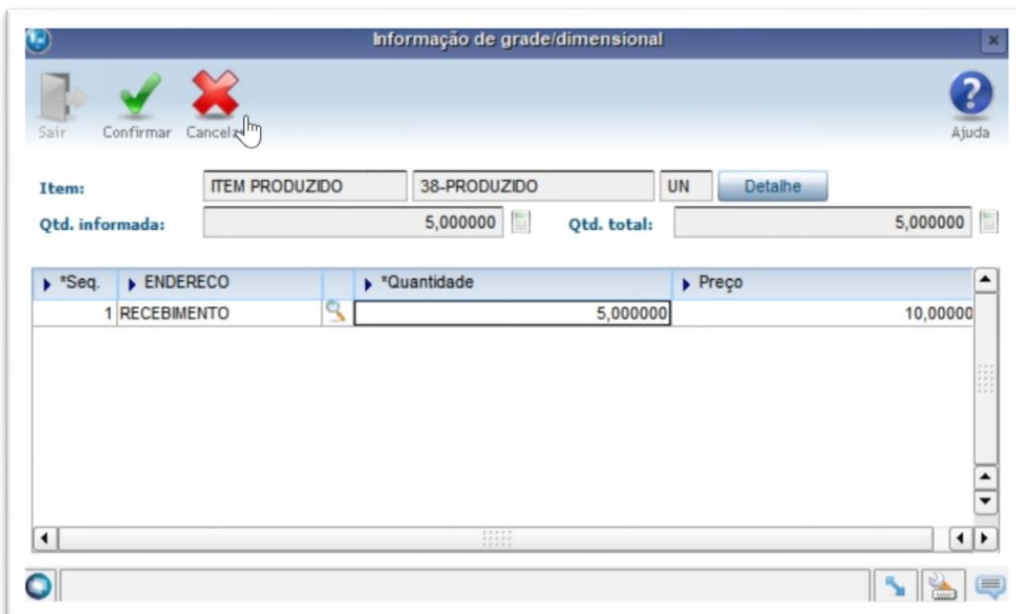 Informação de grade/dimensional
Sair Confirmar Cancela Ajuda
Item: ITEM PRODUZIDO 38-PRODUZIDO UN Detalhe
Qtd. informada: 5,000000 Qtd. total: 5,000000
*Seq. ENDERECO *Quantidade Preço
1 RECEBIMENTO 5,000000 10,00000